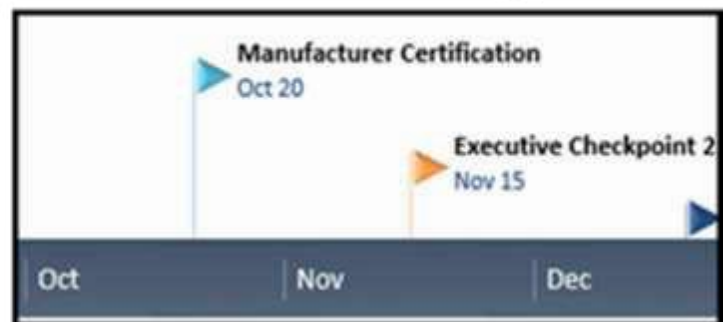 Manufacturer Certification
Oct 20
Executive Checkpoint 2
Nov 15
Oct Nov Dec